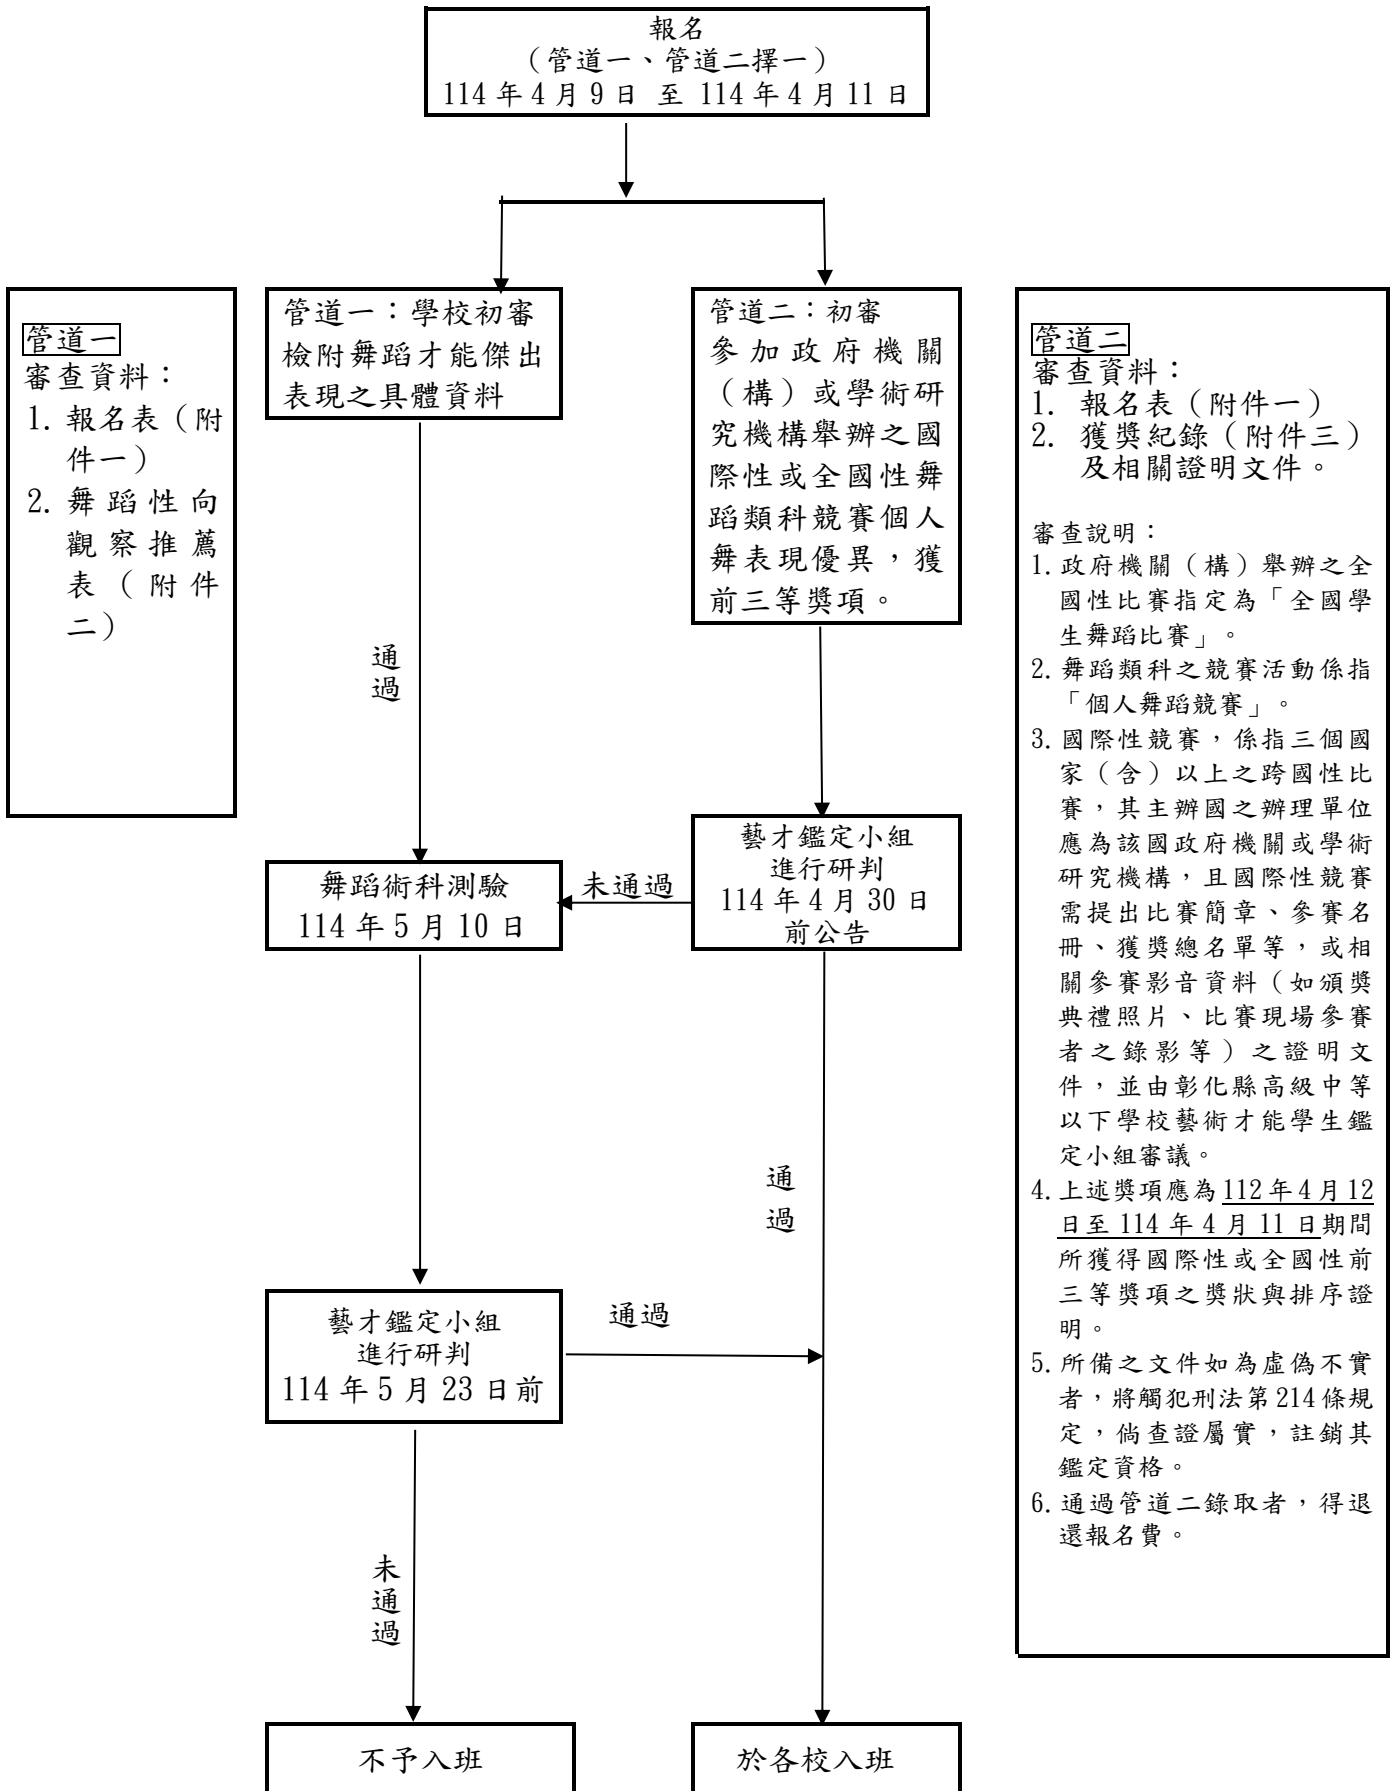 報名
（管道一、管道二擇一）
114 年 4 月 9 日 至 114 年 4 月 11 日
管道一
審查資料：
1. 報名表（附
件一）
2. 舞蹈性向
觀察推薦
表（附件
二）
管道一：學校初審
檢附舞蹈才能傑出
表現之具體資料
管道二：初審
參加政府機關
（構）或學術研
究機構舉辦之國
際性或全國性舞
蹈類科競賽個人
舞表現優異，獲
前三等獎項。
管道二
審查資料：
1. 報名表（附件一）
2. 獲獎紀錄（附件三）
及相關證明文件。
審查說明：
1. 政府機關（構）舉辦之全
國性比賽指定為「全國學
生舞蹈比賽」。
2. 舞蹈類科之競賽活動係指
「個人舞蹈競賽」。
3. 國際性競賽，係指三個國
家（含）以上之跨國性比
賽，其主辦國之辦理單位
應為該國政府機關或學術
研究機構，且國際性競賽
需提出比賽簡章、參賽名
冊、獲獎總名單等，或相
關參賽影音資料（如頒獎
典禮照片、比賽現場參賽
者之錄影等）之證明文
件，並由彰化縣高級中等
以下學校藝術才能學生鑑
定小組審議。
4. 上述獎項應為 112 年 4 月 12
日至 114 年 4 月 11 日期間
所獲得國際性或全國性前
三等獎項之獎狀與排序證
明。
5. 所備之文件如為虛偽不實
者，將觸犯刑法第 214 條規
定，倘查證屬實，註銷其
鑑定資格。
6. 通過管道二錄取者，得退
還報名費。
通
過
舞蹈術科測驗
114 年 5 月 10 日
未通過
藝才鑑定小組
進行研判
114 年 4 月 30 日
前公告
通
過
藝才鑑定小組
進行研判
114 年 5 月 23 日前
通過
未
通
過
不予入班
於各校入班